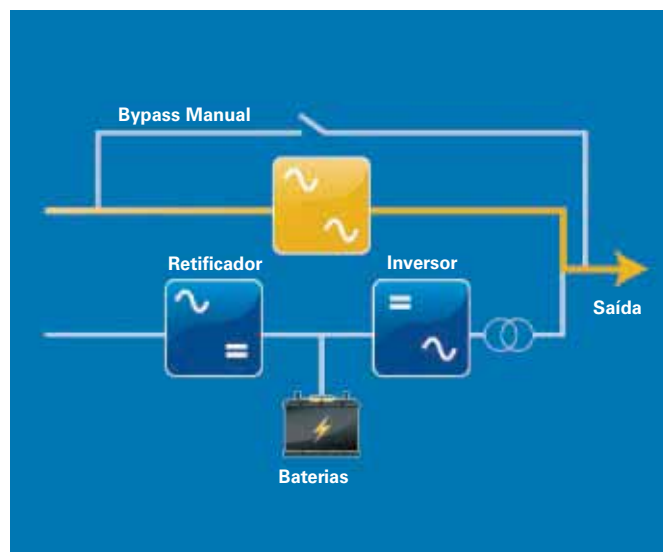 Bypass Manual
Retificador
Inversor
Saída
Baterias